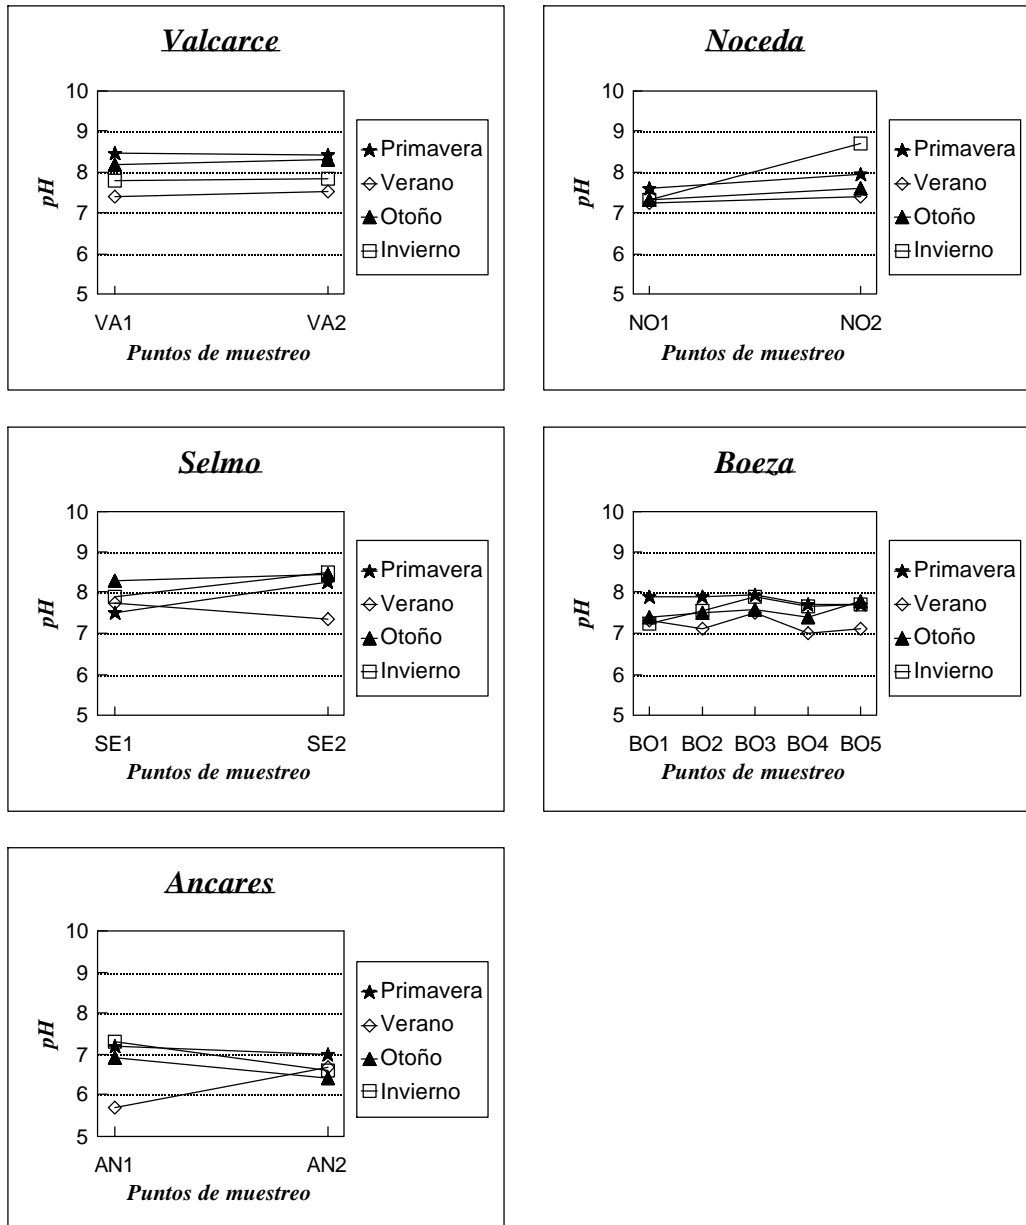 Valcarce
10
9
8
7
6
5
pH
VA1 VA2
Puntos de muestreo
Primavera
Verano
Otoño
Invierno
Noceda
10
9
8
7
6
5
pH
NO1 NO2
Puntos de muestreo
Primavera
Verano
Otoño
Invierno
Selmo
10
9
8
7
6
5
pH
SE1 SE2
Puntos de muestreo
Primavera
Verano
Otoño
Invierno
Boeza
10
9
8
7
6
5
pH
BO1 BO2 BO3 BO4 BO5
Puntos de muestreo
Primavera
Verano
Otoño
Invierno
Ancares
10
9
8
7
6
5
pH
AN1 AN2
Puntos de muestreo
Primavera
Verano
Otoño
Invierno